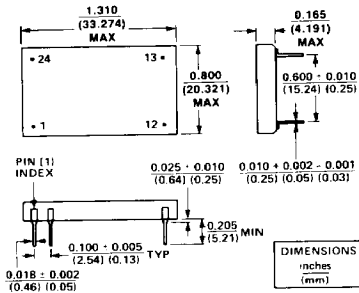 1.310
(33.274)
MAX
0.165
(4.191)
MAX
24
13
0.800
(20.321)
MAX
0.600 ± 0.010
(15.24) (0.25)
1
12
PIN (1)
INDEX
0.025 ± 0.010
(0.64) (0.25)
0.010 + 0.002 - 0.001
(0.25) (0.05) (0.03)
0.205
(5.21)
MIN
0.100 ± 0.005
(2.54) (0.13)
TYP
0.018 ± 0.002
(0.46) (0.05)
DIMENSIONS
inches
(mm)